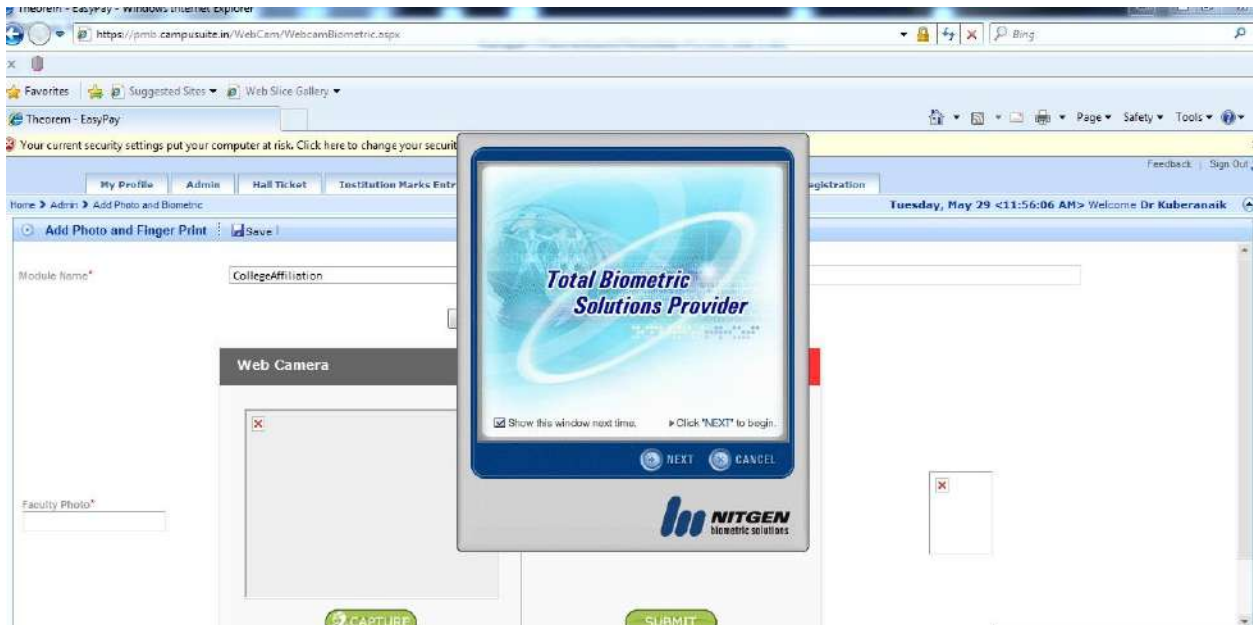 Theorem - EasyPay - Windows Internet Explorer
https://pmb.campusuite.in/WebCam/WebcamBiometric.aspx
Bing
Favorites Suggested Sites Web Slice Gallery
Theorem - EasyPay
Page Safety Tools
Your current security settings put your computer at risk. Click here to change your securit
Feedback | Sign Out
My Profile Admin Hall Ticket Institution Marks Entr
egistration
Home > Admin > Add Photo and Biometric
Tuesday, May 29 <11:56:06 AM> Welcome Dr Kuberanaik
Add Photo and Finger Print Save
Module Name*
CollegeAffiliation
Total Biometric
Solutions Provider
Web Camera
Show this window next time.
Click "NEXT" to begin.
NEXT CANCEL
Faculty Photo*
NITGEN
biometric solutions
CAPTURE
SUBMIT